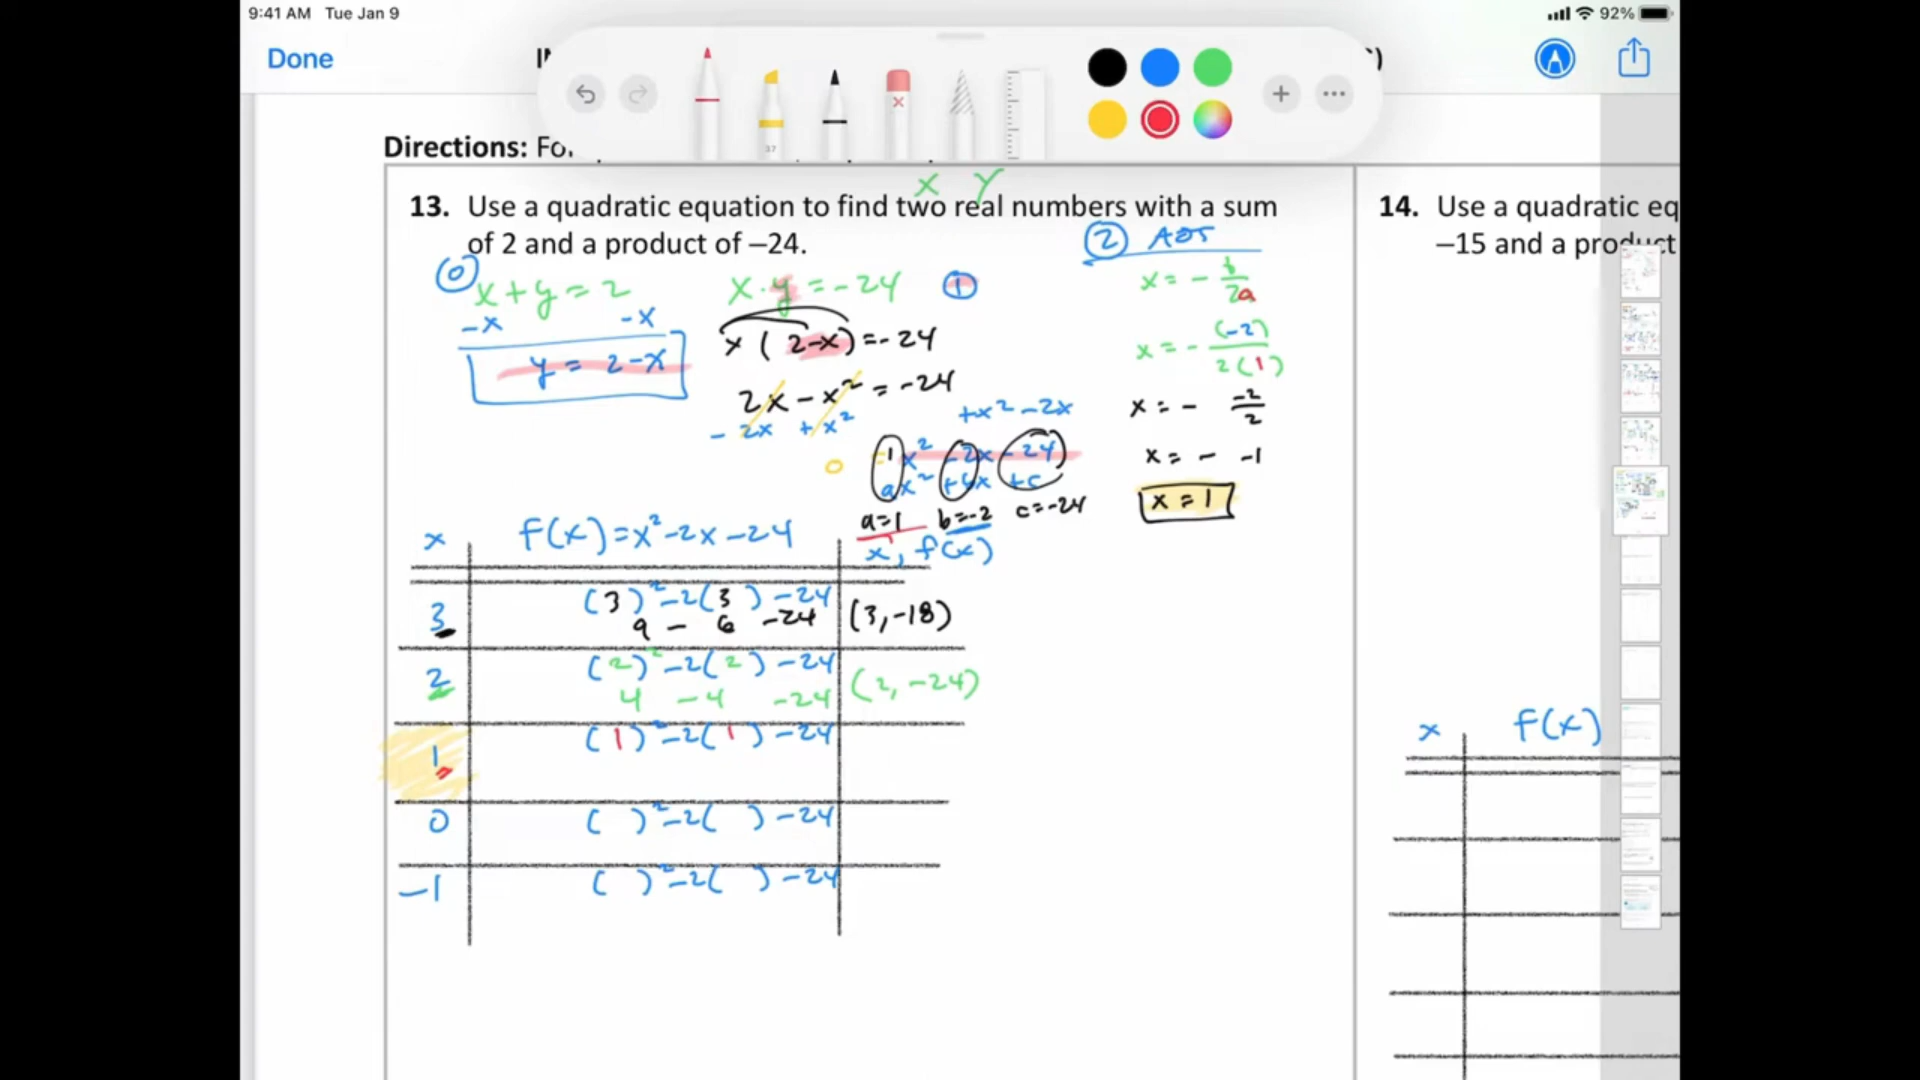 9:41 AM Tue Jan 9
92%
Done
37
Directions:
X Y
13. Use a quadratic equation to find two real numbers with a sum
of 2 and a product of –24.
0
x + y = 2
-x -x
y = 2-x
x · y = -24
1
x ( 2-x) = -24
2x - x² = -24
- 2x + x²
+x² - 2x
0 = 1x² - 2x - 24
ax² + bx + c
a=1 b=-2 c=-24
2 AOS
x = - b/2a
x = - (-2)/2(1)
x = - -2/2
x = - -1
x = 1
x f(x)=x²-2x-24 x, f(x)
3 (3)²-2(3)-24 (3,-18)
9 - 6 -24
2 (2)²-2(2)-24 (2,-24)
4 -4 -24
1 (1)²-2(1)-24
0 ( )²-2( )-24
-1 ( )²-2( )-24
14. Use a quadratic eq
–15 and a product
x f(x)